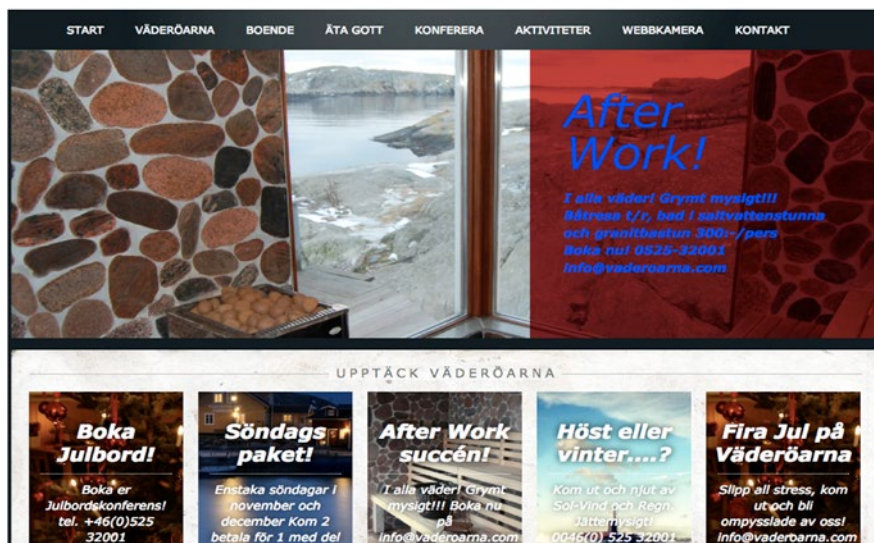 START VÄDERÖARNA BOENDE ÄTA GOTT KONFERERA AKTIVITETER WEBBKAMERA KONTAKT
After
Work!
I alla väder! Grymt mysigt!!!
Båtresa t/r, bad i saltvattenstunna
och granitbastun 300:-/pers
Boka nu! 0525-32001
info@vaderoarna.com
UPPTÄCK VÄDERÖARNA
Boka
Julbord!
Boka er
Julbordskonferens!
tel. +46(0)525
32001
Söndags
paket!
Enstaka söndagar i
november och
december Kom 2
betala för 1 med del
After Work
succén!
I alla väder! Grymt
mysigt!!! Boka nu
på
info@vaderoarna.com
Höst eller
vinter....?
Kom ut och njut av
Sol-Vind och Regn.
Jättemysigt!
0046(0) 525 32001
Fira Jul på
Väderöarna
Slipp all stress, kom
ut och bli
ompysslade av oss!
info@vaderoarna.com